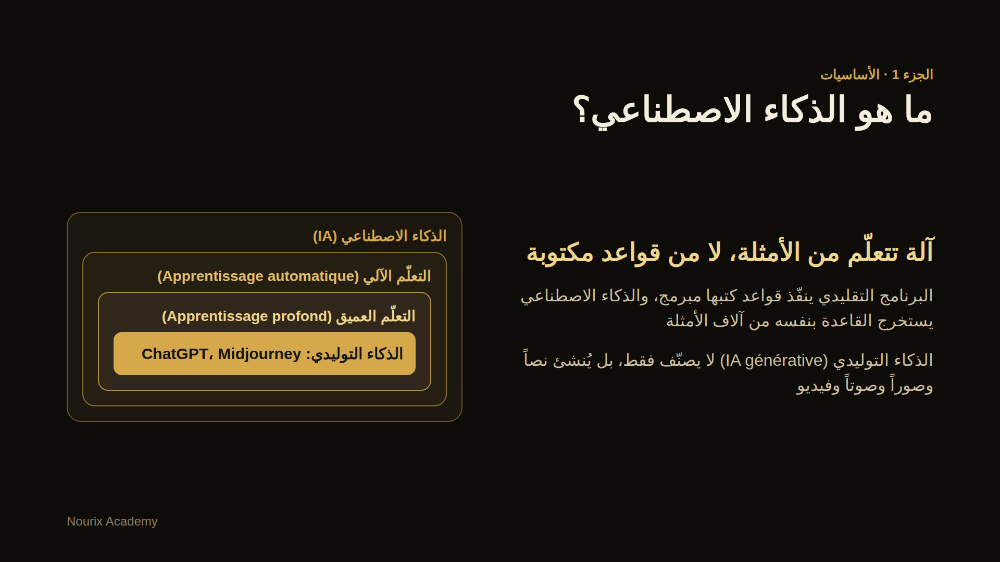 الجزء 1 · الأساسيات
ما هو الذكاء الاصطناعي؟
آلة تتعلّم من الأمثلة، لا من قواعد مكتوبة
البرنامج التقليدي ينفّذ قواعد كتبها مبرمج، والذكاء الاصطناعي
يستخرج القاعدة بنفسه من آلاف الأمثلة
الذكاء التوليدي (IA générative) لا يصنّف فقط، بل يُنشئ نصاً
وصوراً وصوتاً وفيديو
الذكاء الاصطناعي (IA)
التعلّم الآلي (Apprentissage automatique)
التعلّم العميق (Apprentissage profond)
الذكاء التوليدي: ChatGPT، Midjourney
Nourix Academy